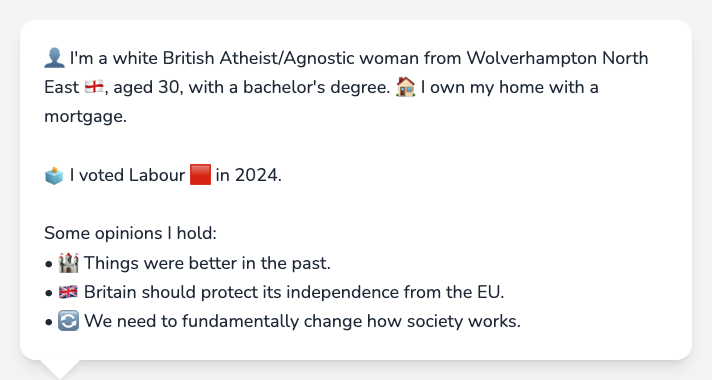 👤 I'm a white British Atheist/Agnostic woman from Wolverhampton North
East 🏴󠁧󠁢󠁥󠁮󠁧󠁿, aged 30, with a bachelor's degree. 🏠 I own my home with a
mortgage.
🗳️ I voted Labour 🟥 in 2024.
Some opinions I hold:
• 🏰 Things were better in the past.
• 🇬🇧 Britain should protect its independence from the EU.
• 🔄 We need to fundamentally change how society works.